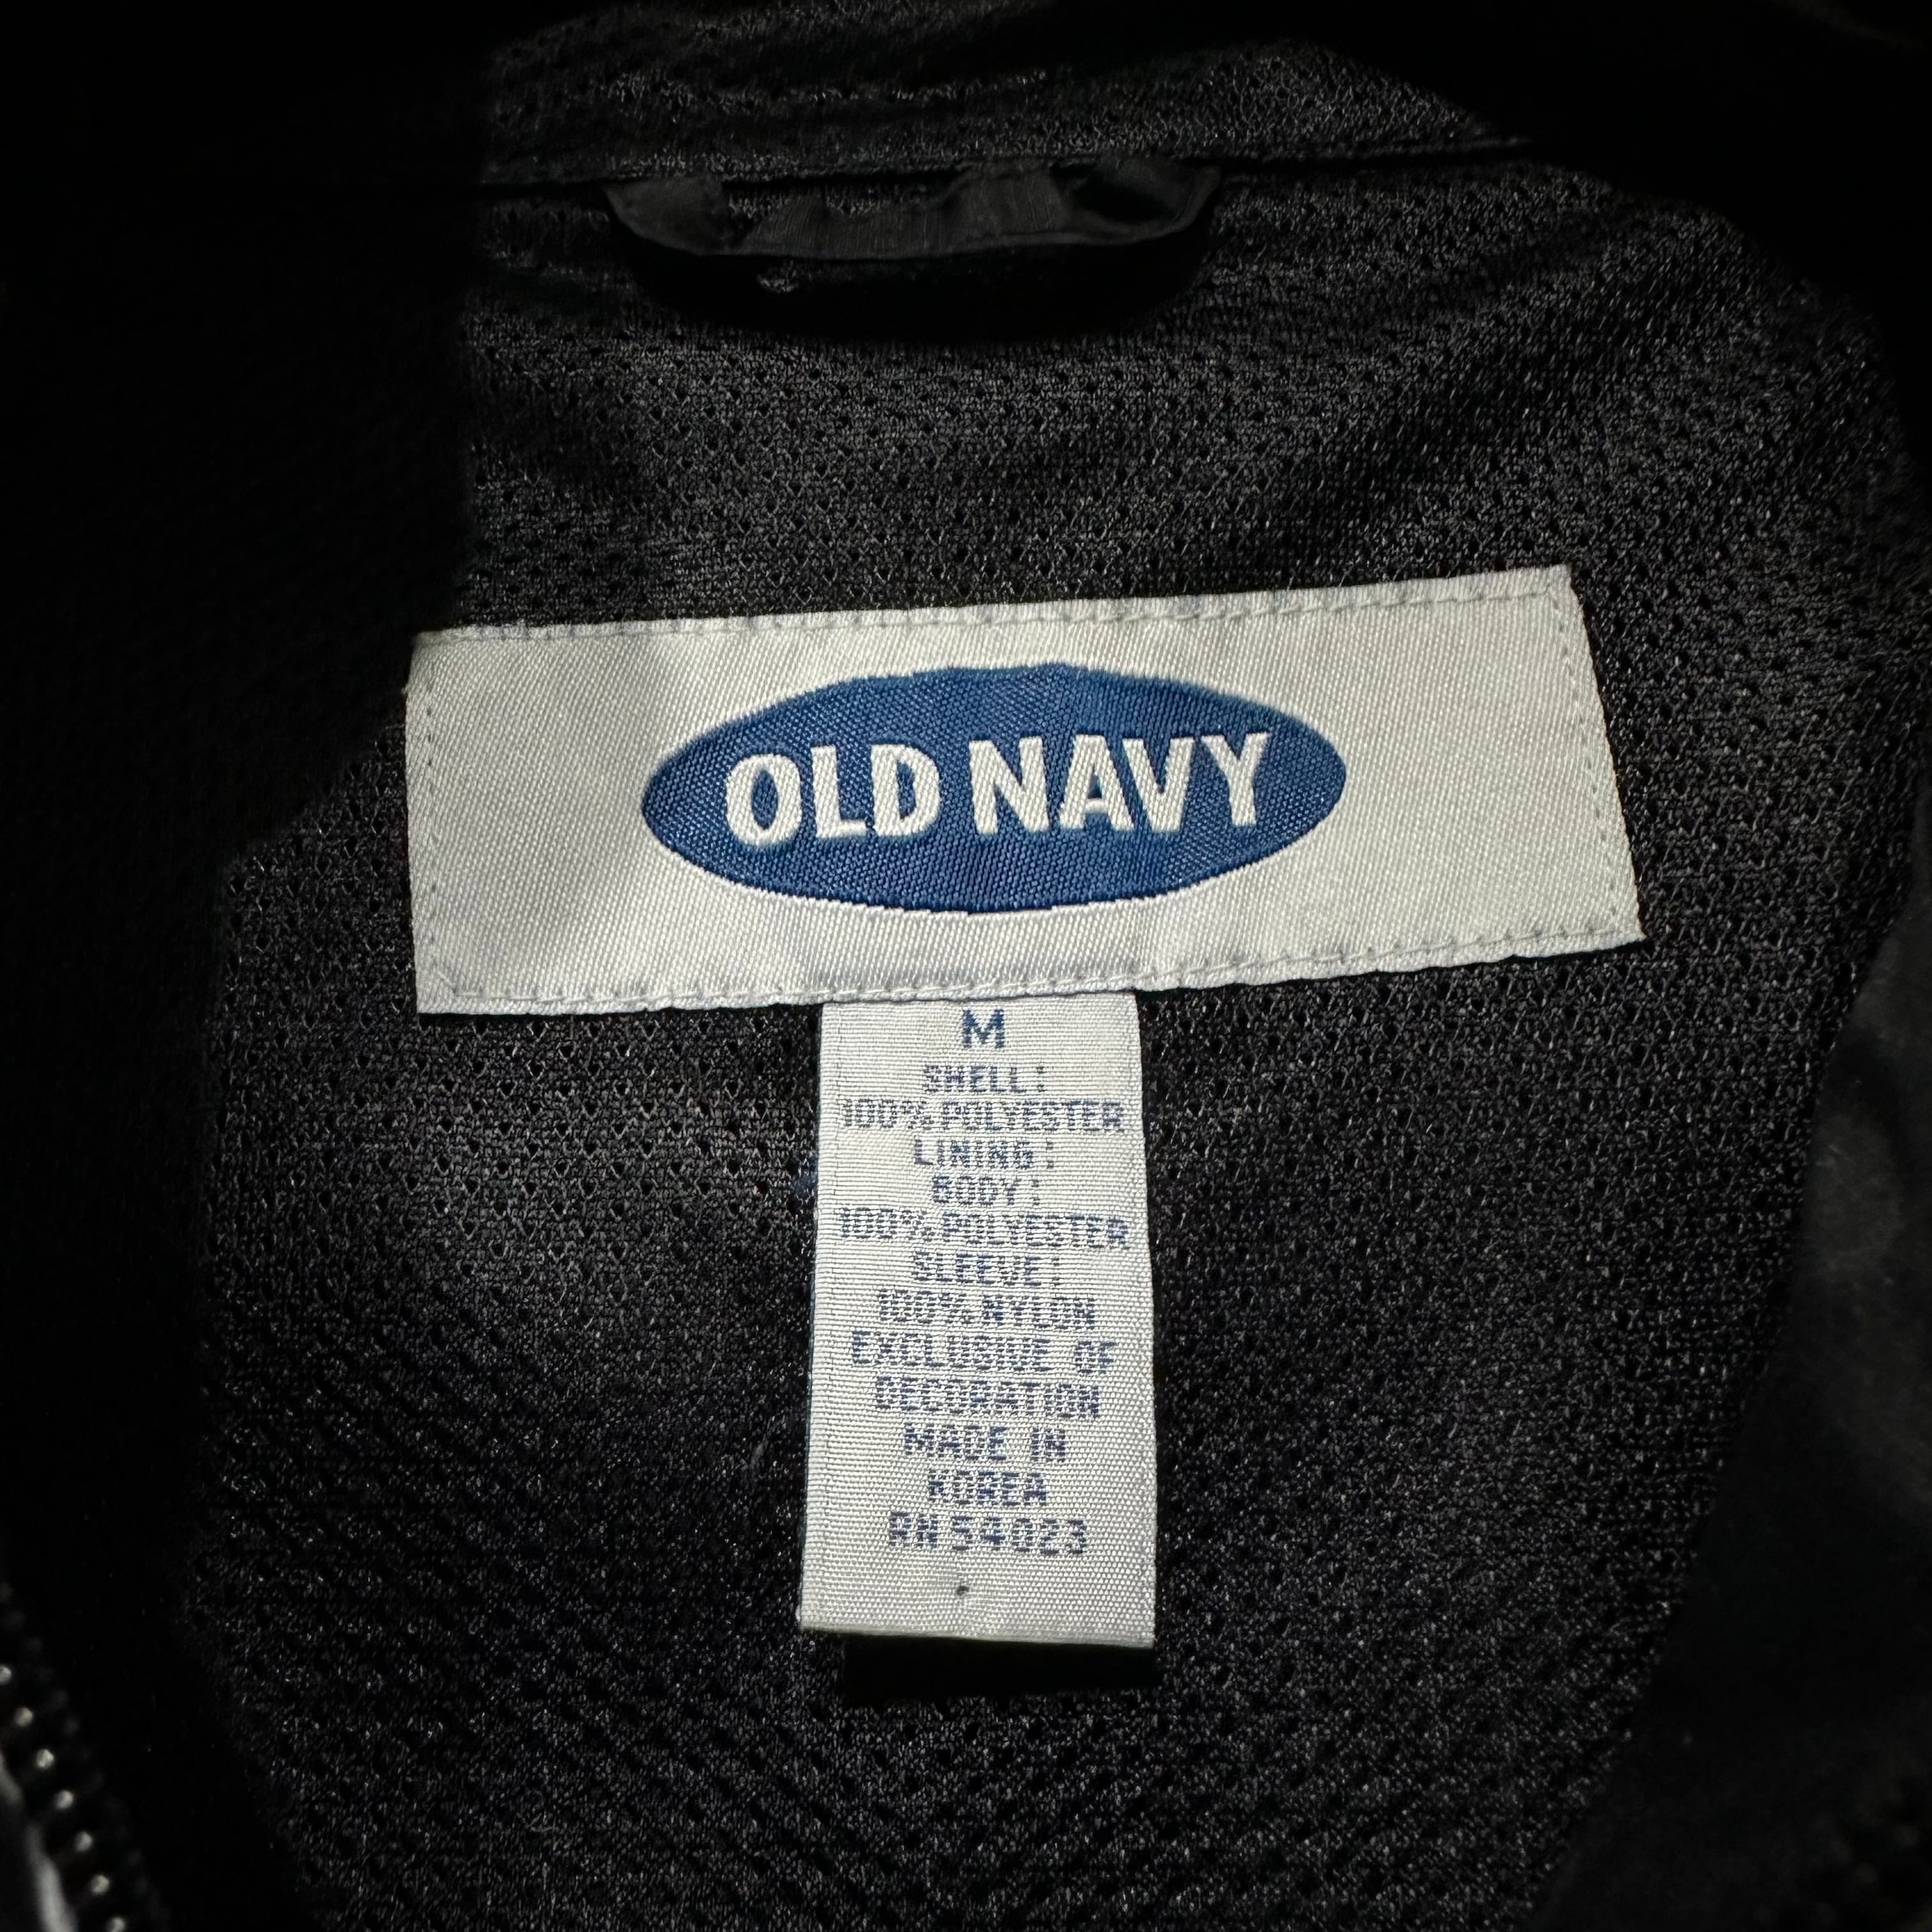 OLD NAVY
M
SHELL:
100% POLYESTER
LINING:
BODY:
100% POLYESTER
SLEEVE:
100% NYLON
EXCLUSIVE OF
DECORATION
MADE IN
KOREA
RN 54023